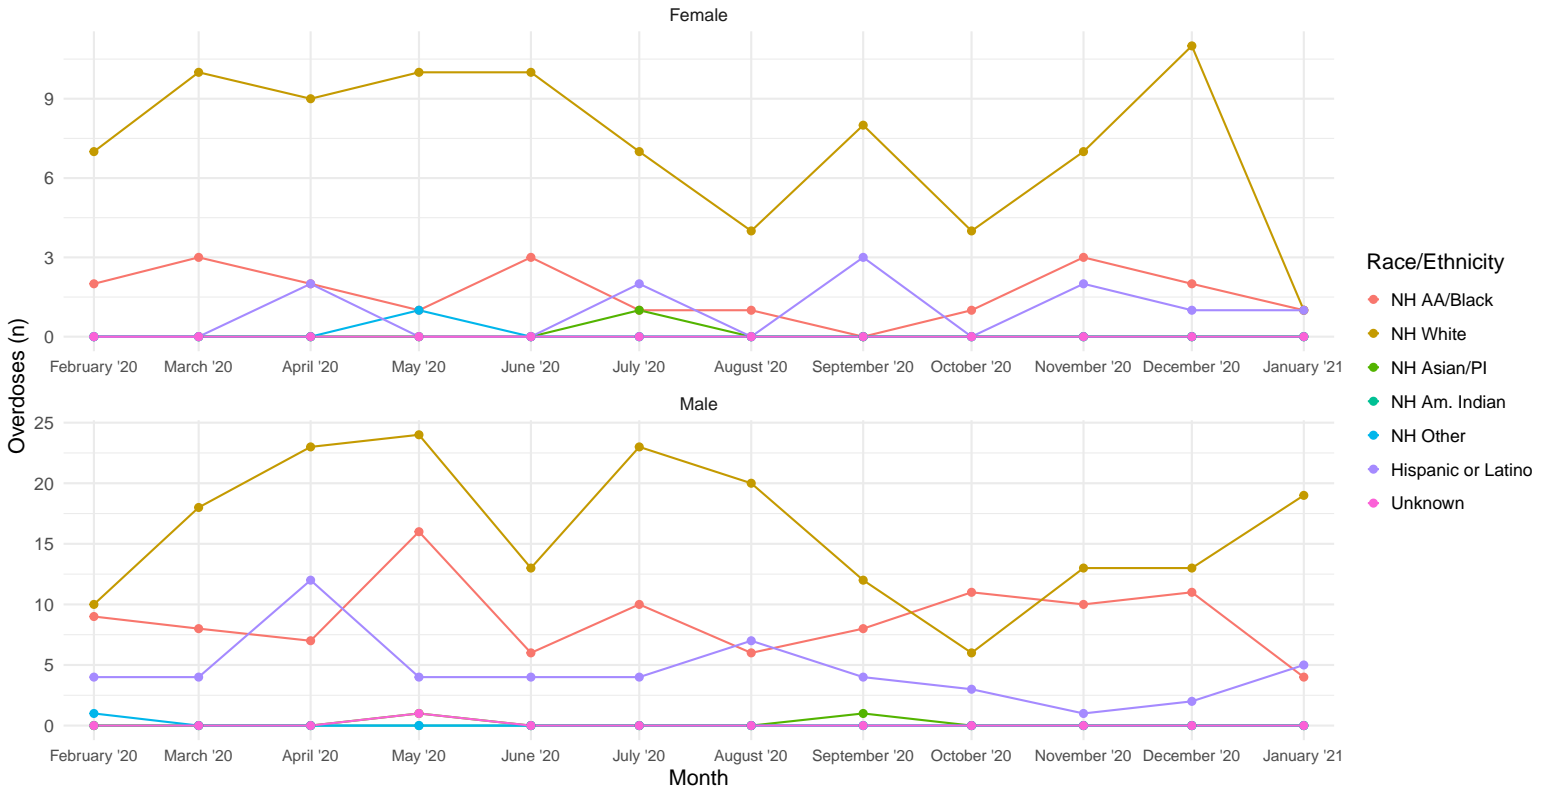 Female
9
6
3
0
February '20 March '20 April '20 May '20 June '20 July '20 August '20 September '20 October '20 November '20 December '20 January '21
Overdoses (n)
Male
25
20
15
10
5
0
February '20 March '20 April '20 May '20 June '20 July '20 August '20 September '20 October '20 November '20 December '20 January '21
Month
Race/Ethnicity
NH AA/Black
NH White
NH Asian/PI
NH Am. Indian
NH Other
Hispanic or Latino
Unknown